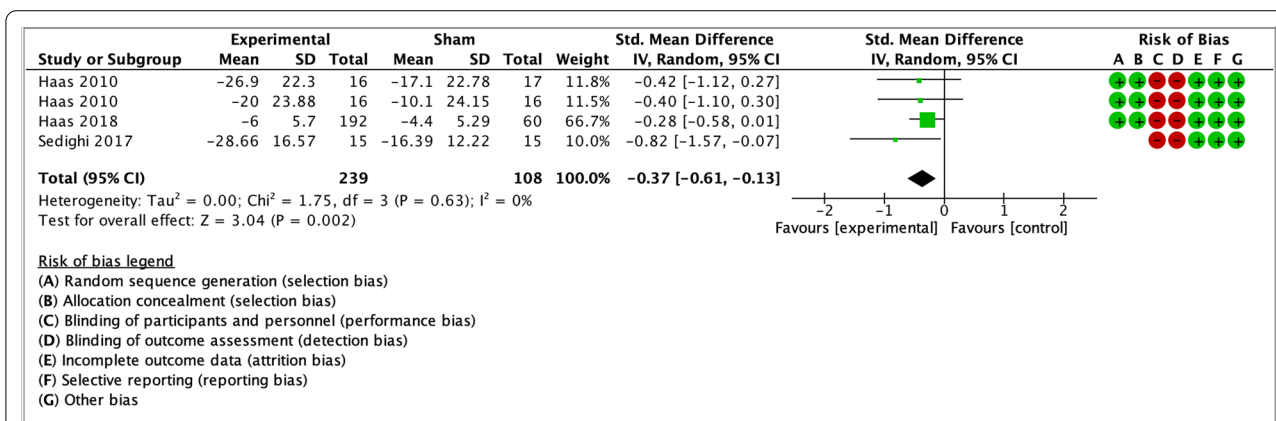 Experimental Sham Std. Mean Difference Std. Mean Difference Risk of Bias
Study or Subgroup Mean SD Total Mean SD Total Weight IV, Random, 95% CI IV, Random, 95% CI A B C D E F G
Haas 2010 -26.9 22.3 16 -17.1 22.78 17 11.8% -0.42 [-1.12, 0.27] + + - - + + +
Haas 2010 -20 23.88 16 -10.1 24.15 16 11.5% -0.40 [-1.10, 0.30] + + - - + + +
Haas 2018 -6 5.7 192 -4.4 5.29 60 66.7% -0.28 [-0.58, 0.01] + + - - + + +
Sedighi 2017 -28.66 16.57 15 -16.39 12.22 15 10.0% -0.82 [-1.57, -0.07] - - + + +
Total (95% CI) 239 108 100.0% -0.37 [-0.61, -0.13]
Heterogeneity: Tau² = 0.00; Chi² = 1.75, df = 3 (P = 0.63); I² = 0%
Test for overall effect: Z = 3.04 (P = 0.002)
-2 -1 0 1 2
Favours [experimental] Favours [control]
Risk of bias legend
(A) Random sequence generation (selection bias)
(B) Allocation concealment (selection bias)
(C) Blinding of participants and personnel (performance bias)
(D) Blinding of outcome assessment (detection bias)
(E) Incomplete outcome data (attrition bias)
(F) Selective reporting (reporting bias)
(G) Other bias